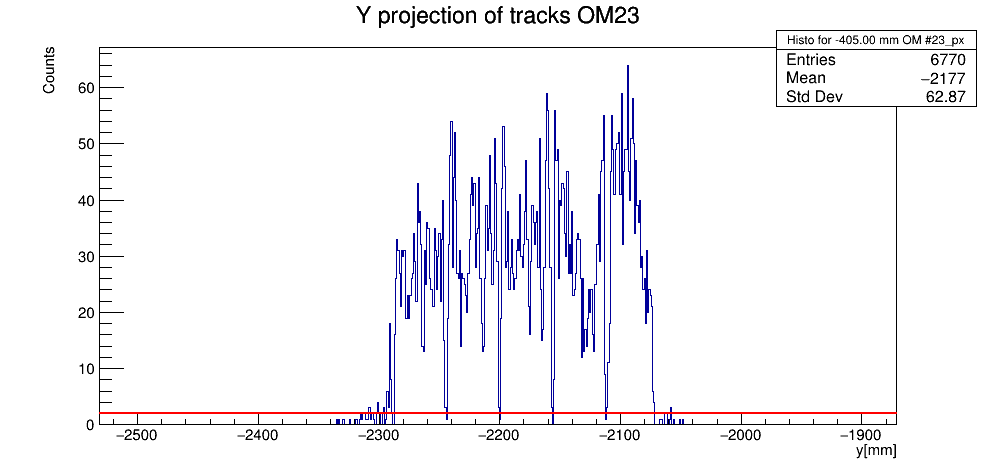 Y projection of tracks OM23
Histo for -405.00 mm OM #23_px
Entries 6770
Mean −2177
Std Dev 62.87
Counts
60
50
40
30
20
10
0
−2500 −2400 −2300 −2200 −2100 −2000 −1900
y[mm]